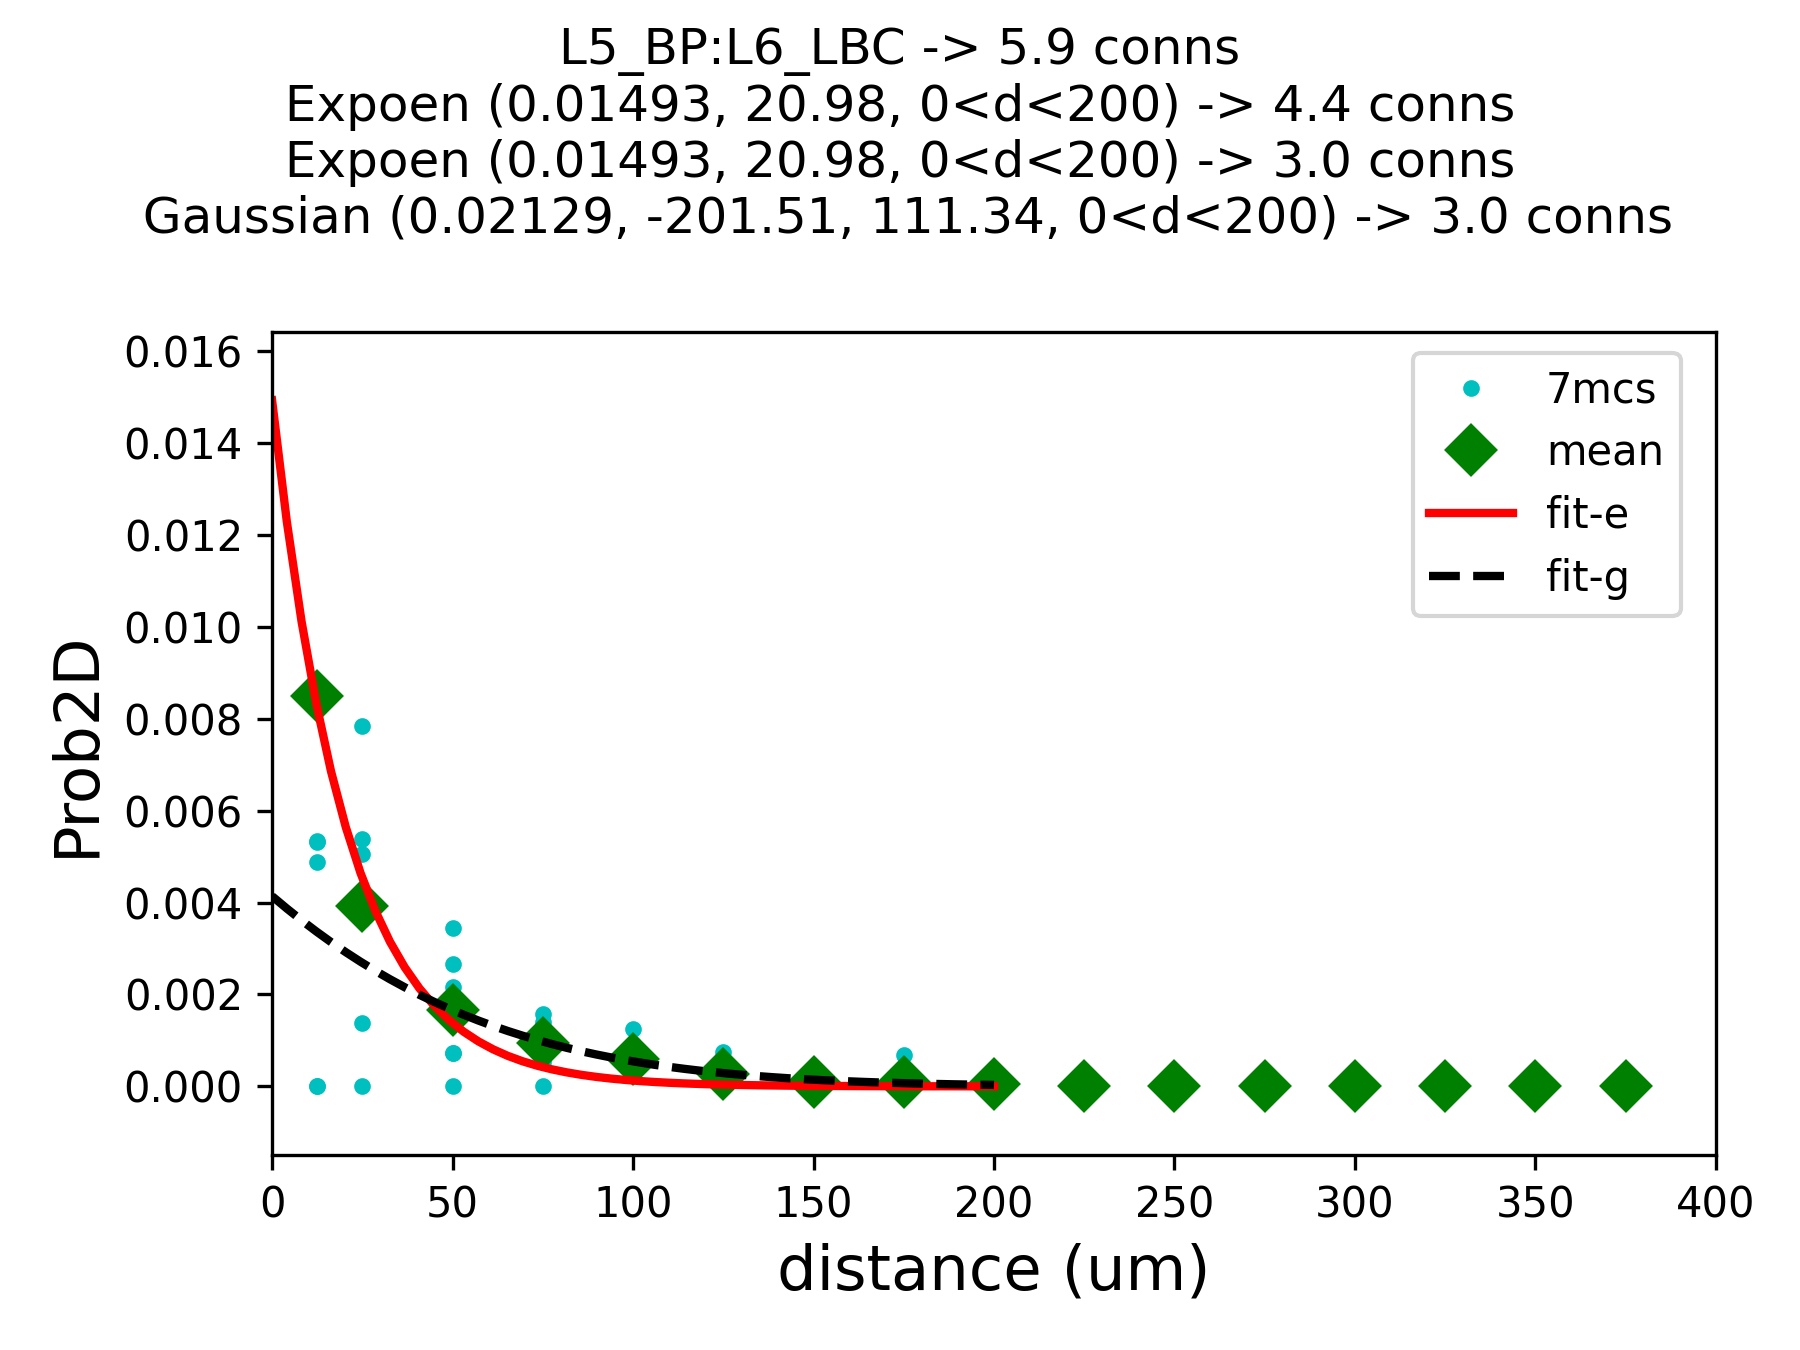 L5_BP:L6_LBC -> 5.9 conns
Expoen (0.01493, 20.98, 0<d<200) -> 4.4 conns
Expoen (0.01493, 20.98, 0<d<200) -> 3.0 conns
Gaussian (0.02129, -201.51, 111.34, 0<d<200) -> 3.0 conns
0.016
0.014
0.012
0.010
0.008
0.006
0.004
0.002
0.000
Prob2D
7mcs
mean
fit-e
fit-g
0 50 100 150 200 250 300 350 400
distance (um)